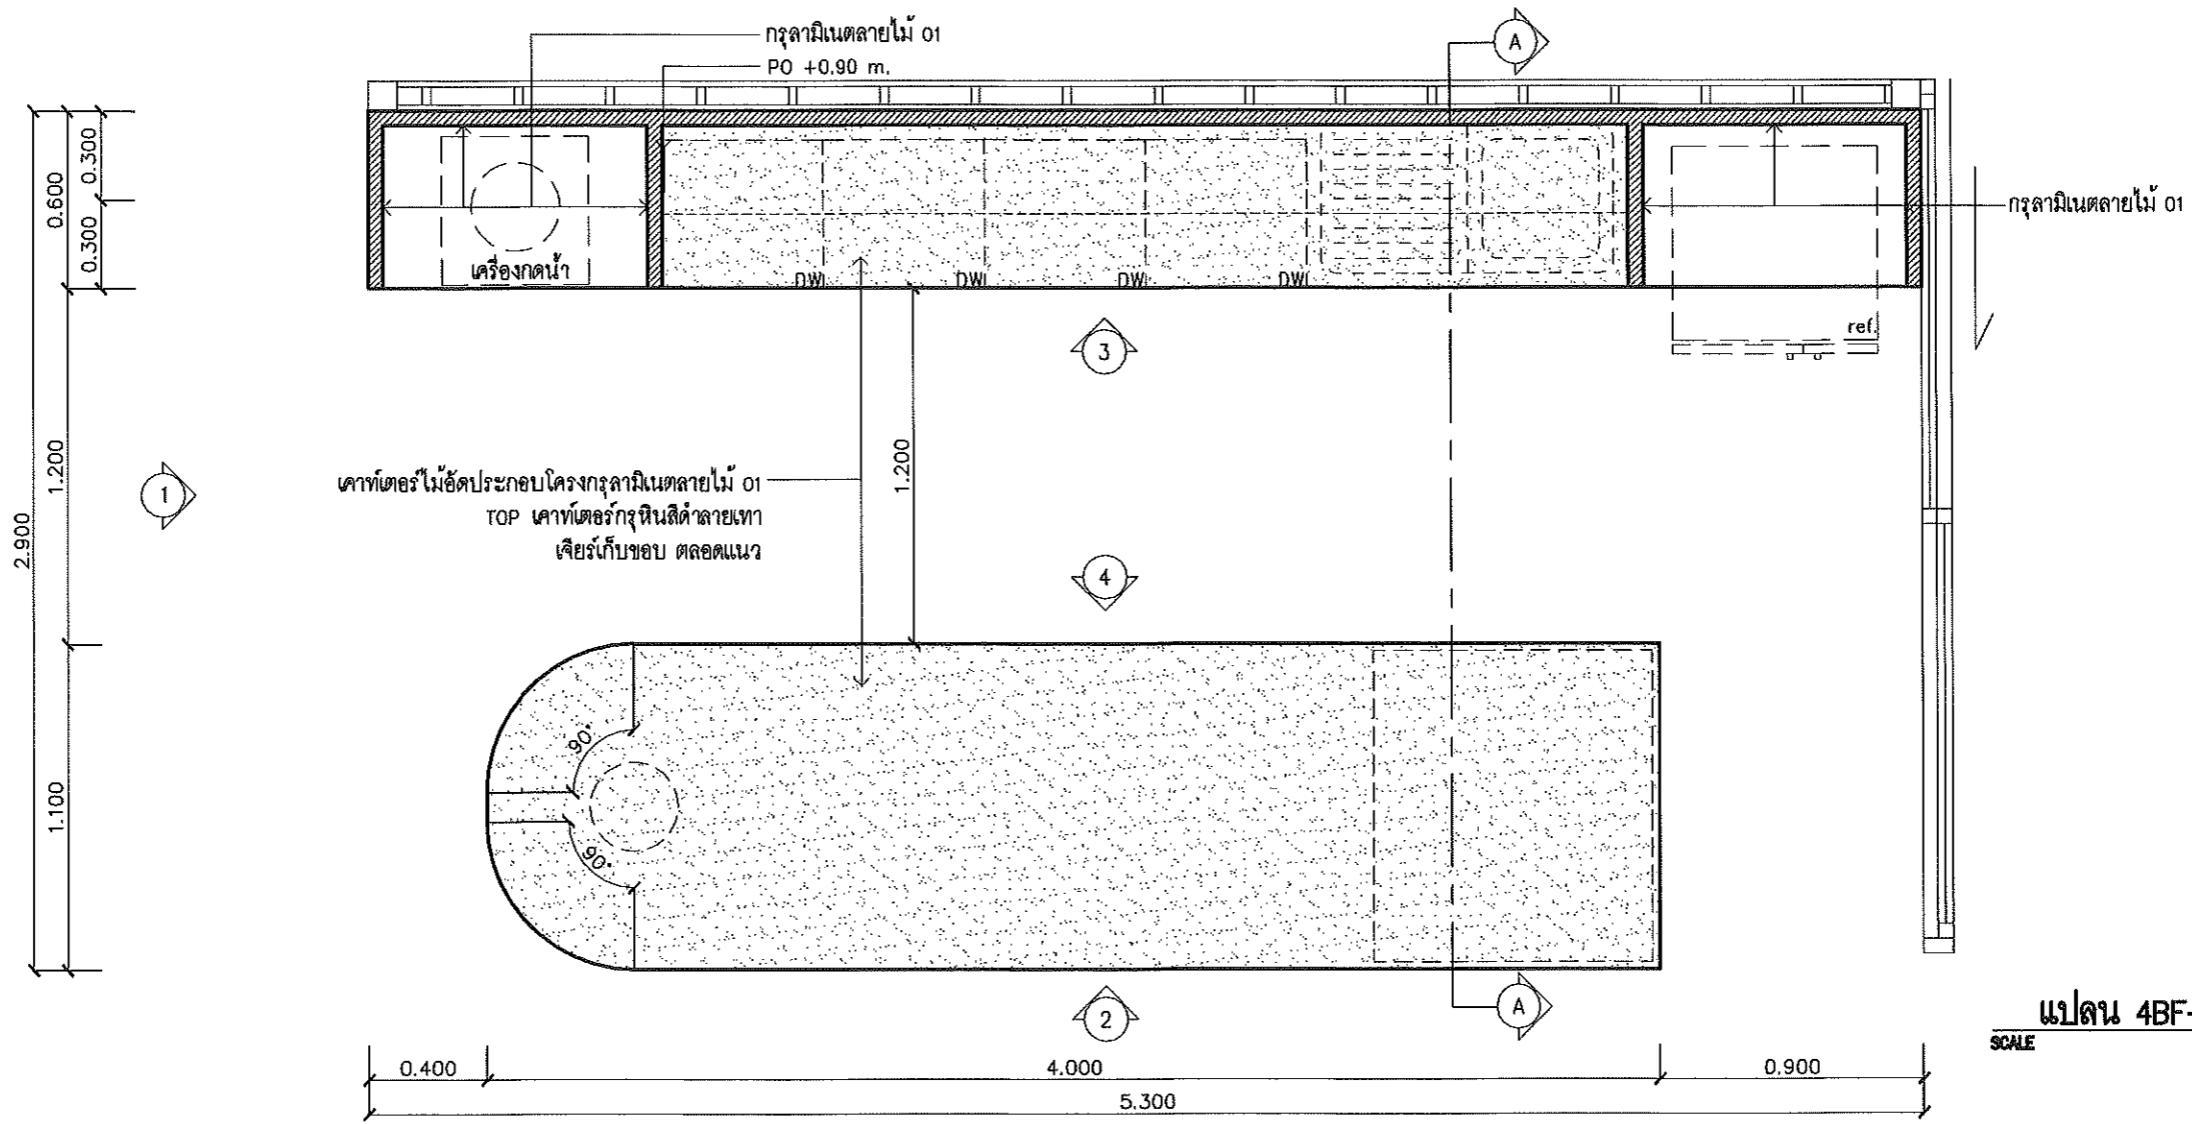 กรุลามิเนตลายไม้ 01
PO +0.90 m.
A
0.300
0.600
0.300
เครื่องกดน้ำ
DW
DW
DW
DW
กรุลามิเนตลายไม้ 01
ref.
3
1.200
1.200
1
2.900
เคาท์เตอร์ไม้อัดประกอบโครงกรุลามิเนตลายไม้ 01
TOP เคาท์เตอร์กรุหินสีดำลายเทา
เจียร์เก็บขอบ ตลอดแนว
4
90°
90°
1.100
2
A
แปลน 4BF-
SCALE
0.400
4.000
0.900
5.300